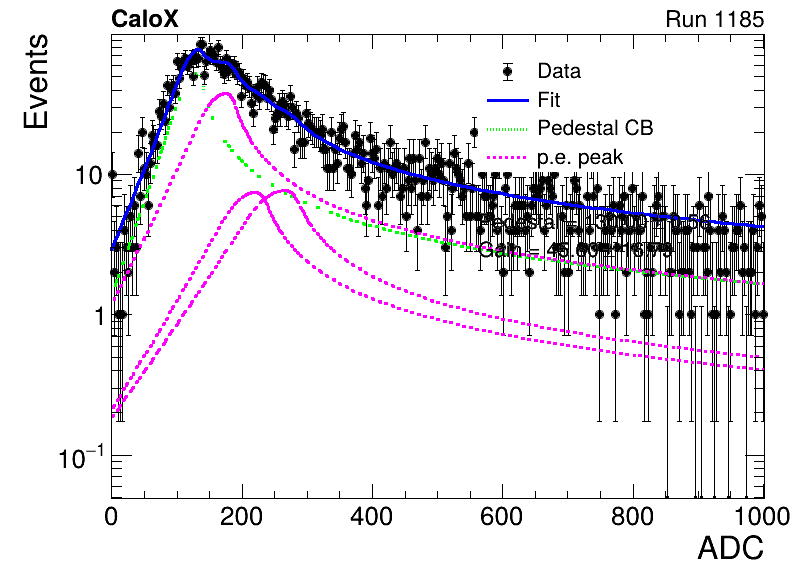 CaloX Run 1185
Events
Data
Fit
Pedestal CB
p.e. peak
10
1
10⁻¹
Gain =
0 200 400 600 800 1000
ADC